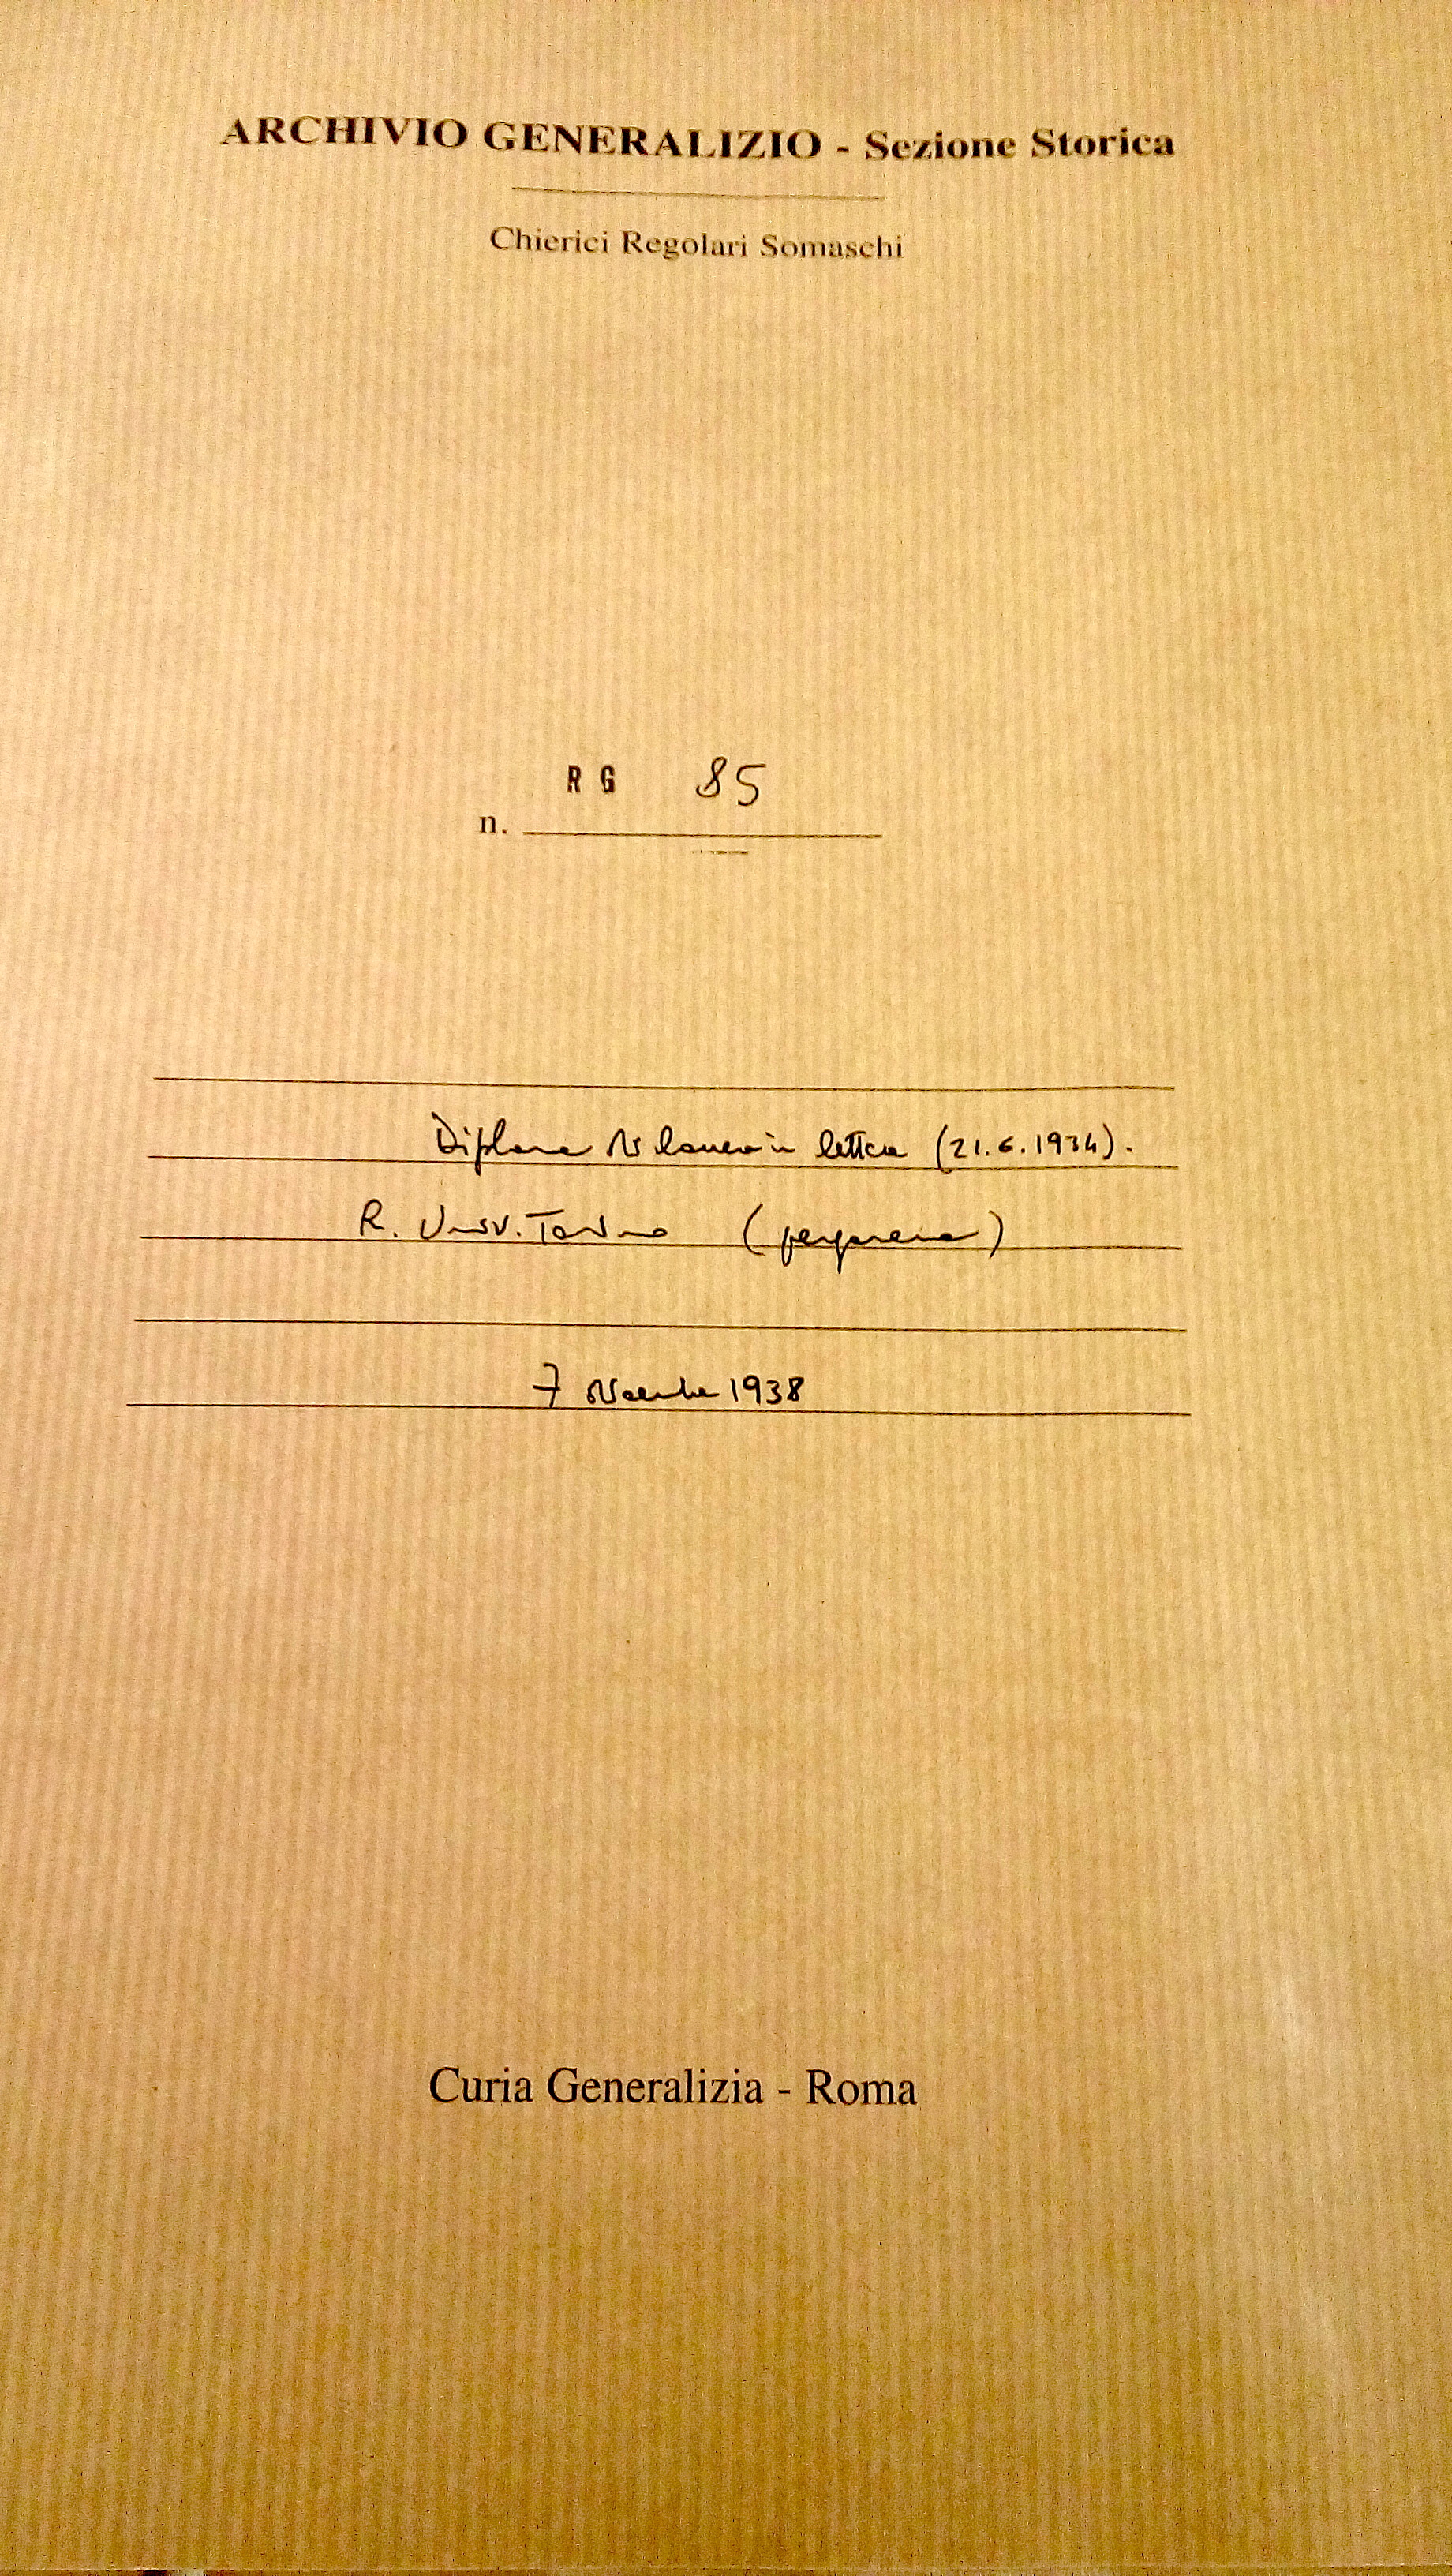 ARCHIVIO GENERALIZIO - Sezione Storica
Chierici Regolari Somaschi
RG 85
n.
Diploma di laurea in lettere (21.6.1934).
R. Univ. Torino (pergamena)
7 1938
Curia Generalizia - Roma